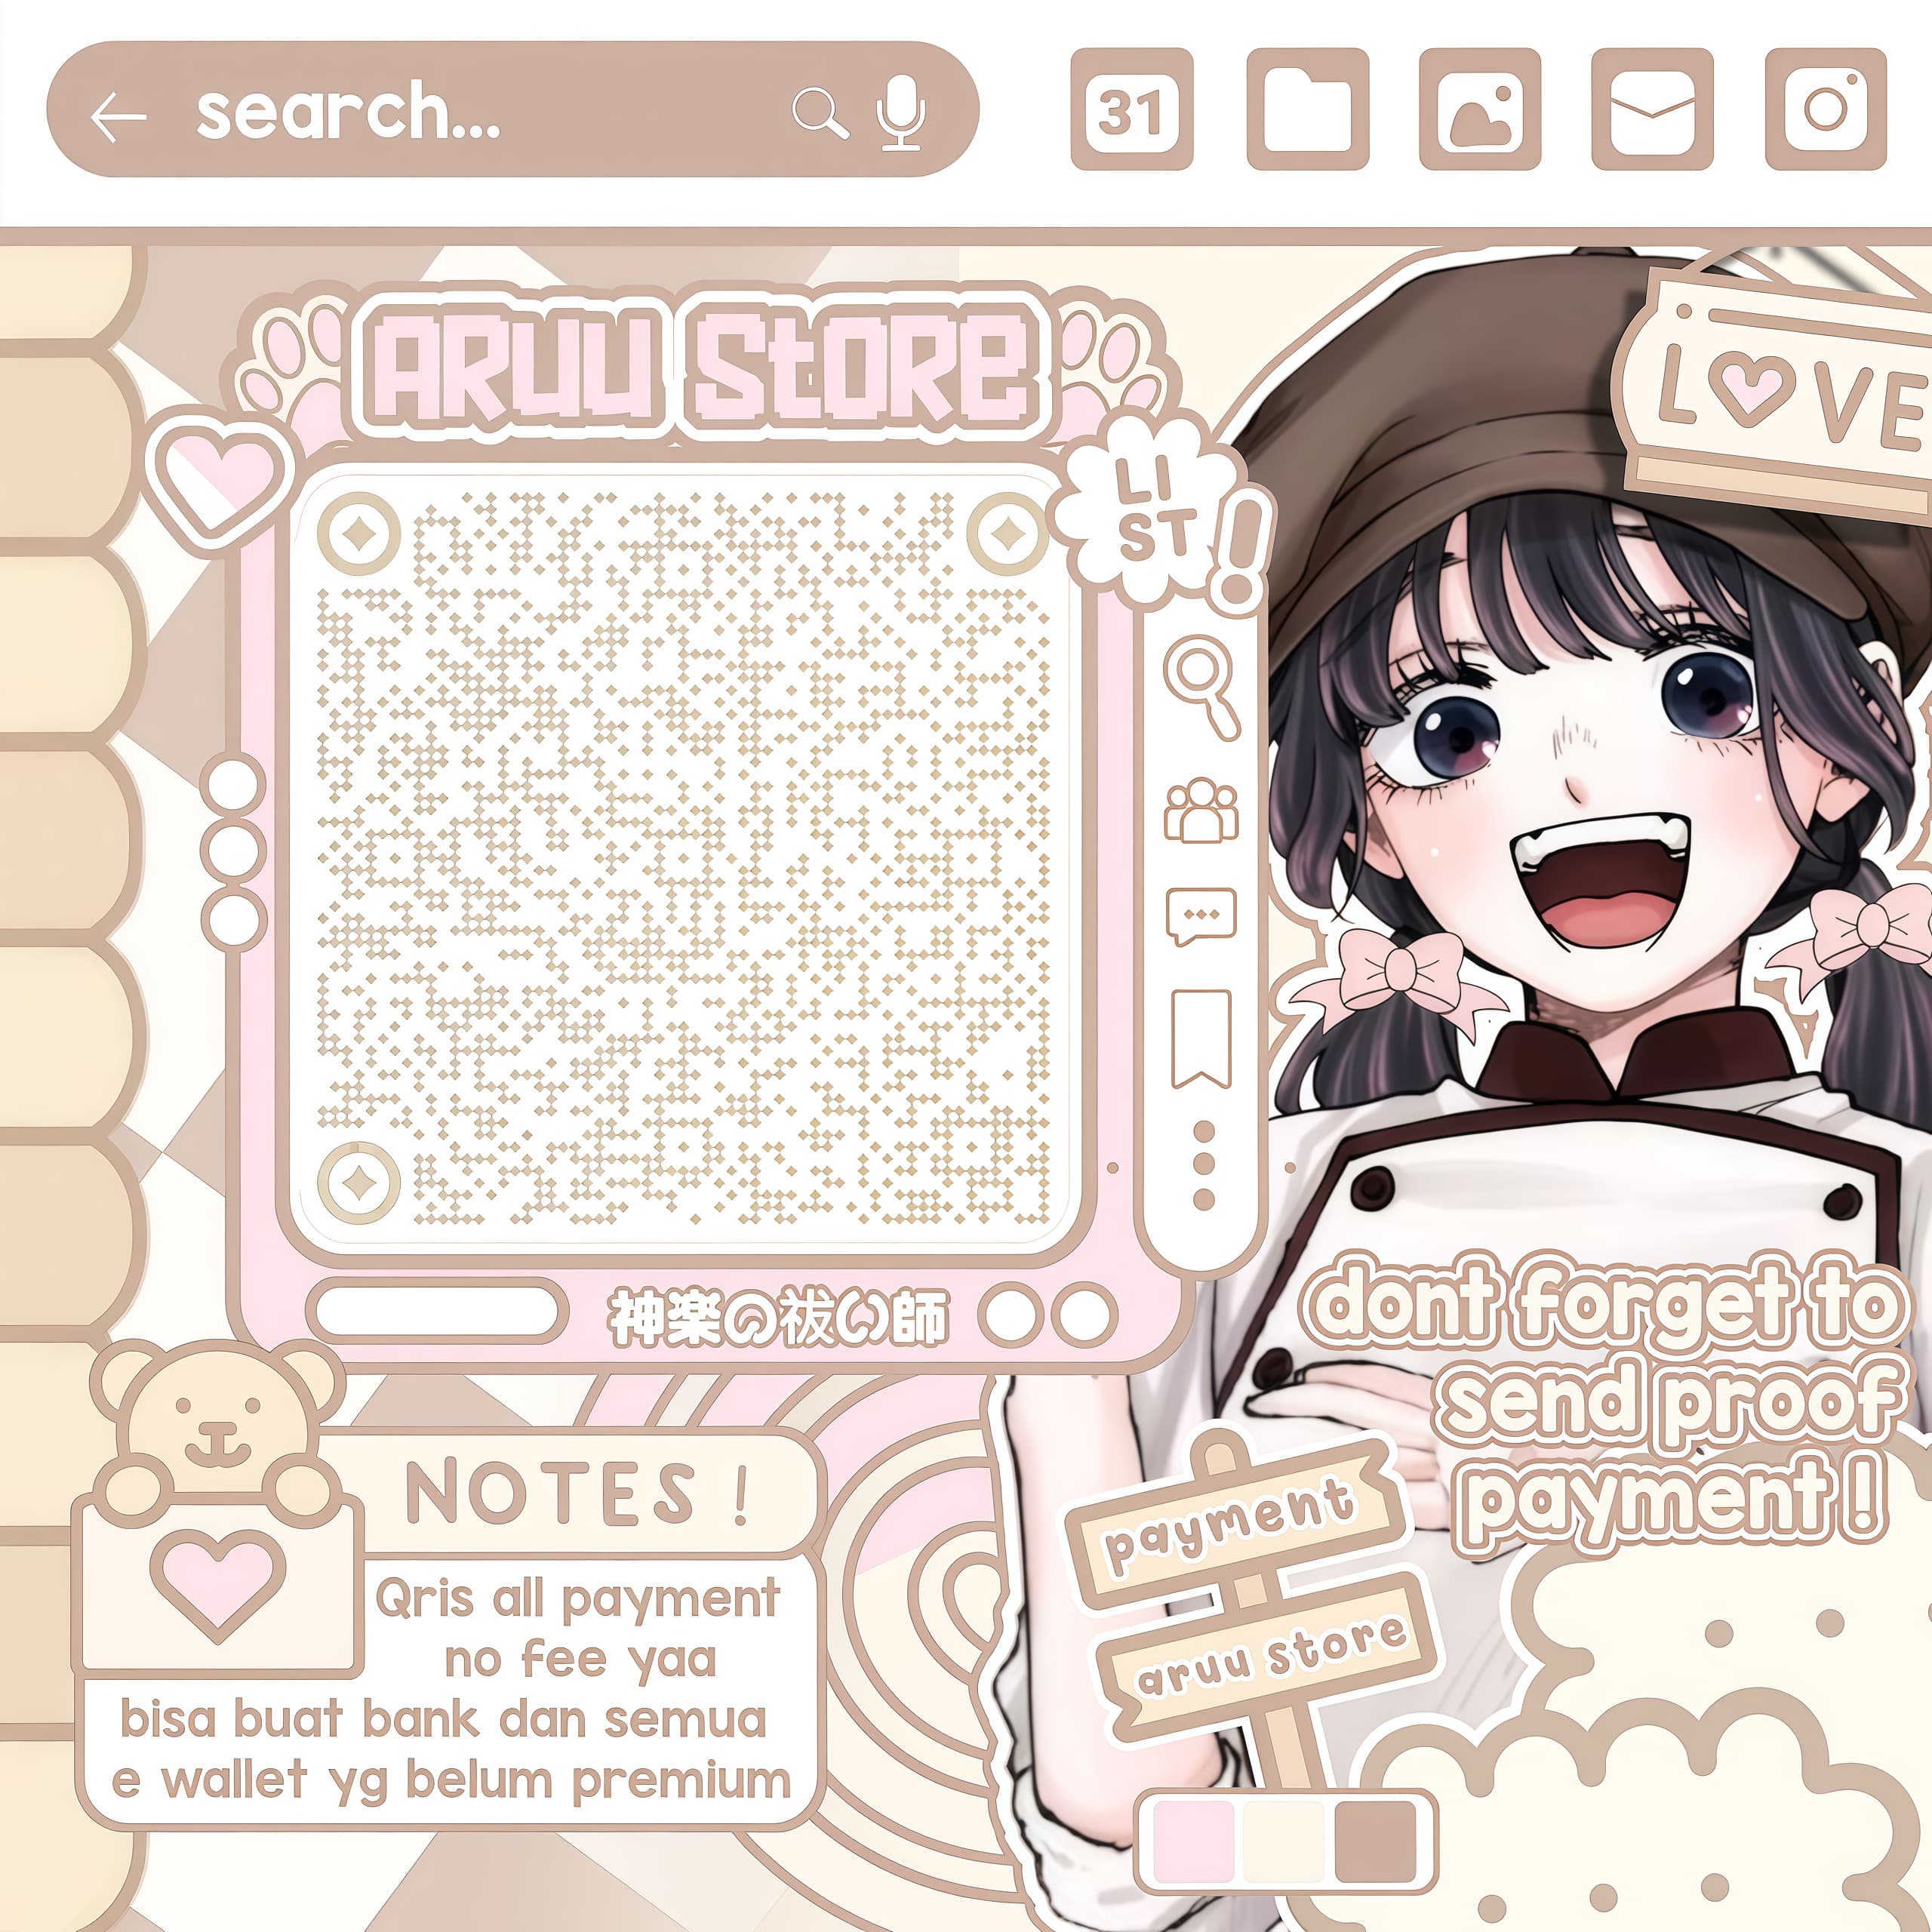 search...
31
ARUU STORE
LOVE
LI
ST !
神楽の祓い師
dont forget to
send proof
payment !
NOTES !
Qris all payment
no fee yaa
bisa buat bank dan semua
e wallet yg belum premium
payment
aruu store